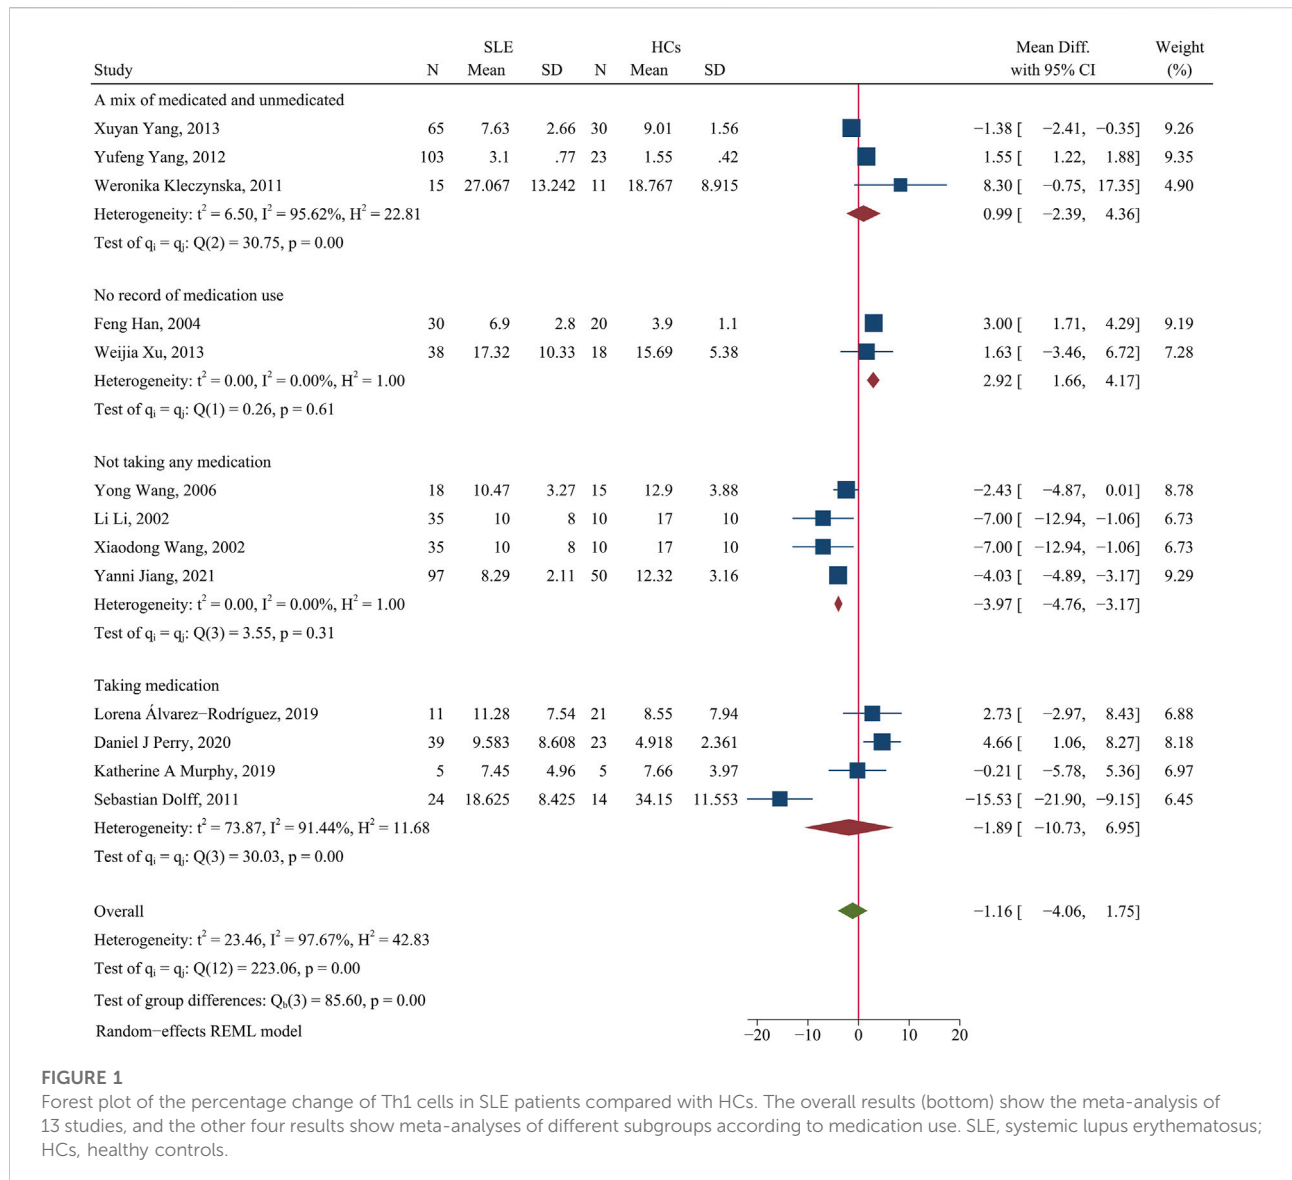 SLE HCs Mean Diff. Weight
Study N Mean SD N Mean SD with 95% CI (%)
A mix of medicated and unmedicated
Xuyan Yang, 2013 65 7.63 2.66 30 9.01 1.56 −1.38 [ −2.41, −0.35] 9.26
Yufeng Yang, 2012 103 3.1 .77 23 1.55 .42 1.55 [ 1.22, 1.88] 9.35
Weronika Kleczynska, 2011 15 27.067 13.242 11 18.767 8.915 8.30 [ −0.75, 17.35] 4.90
Heterogeneity: t² = 6.50, I² = 95.62%, H² = 22.81 0.99 [ −2.39, 4.36]
Test of qᵢ = qⱼ: Q(2) = 30.75, p = 0.00
No record of medication use
Feng Han, 2004 30 6.9 2.8 20 3.9 1.1 3.00 [ 1.71, 4.29] 9.19
Weijia Xu, 2013 38 17.32 10.33 18 15.69 5.38 1.63 [ −3.46, 6.72] 7.28
Heterogeneity: t² = 0.00, I² = 0.00%, H² = 1.00 2.92 [ 1.66, 4.17]
Test of qᵢ = qⱼ: Q(1) = 0.26, p = 0.61
Not taking any medication
Yong Wang, 2006 18 10.47 3.27 15 12.9 3.88 −2.43 [ −4.87, 0.01] 8.78
Li Li, 2002 35 10 8 10 17 10 −7.00 [ −12.94, −1.06] 6.73
Xiaodong Wang, 2002 35 10 8 10 17 10 −7.00 [ −12.94, −1.06] 6.73
Yanni Jiang, 2021 97 8.29 2.11 50 12.32 3.16 −4.03 [ −4.89, −3.17] 9.29
Heterogeneity: t² = 0.00, I² = 0.00%, H² = 1.00 −3.97 [ −4.76, −3.17]
Test of qᵢ = qⱼ: Q(3) = 3.55, p = 0.31
Taking medication
Lorena Álvarez−Rodríguez, 2019 11 11.28 7.54 21 8.55 7.94 2.73 [ −2.97, 8.43] 6.88
Daniel J Perry, 2020 39 9.583 8.608 23 4.918 2.361 4.66 [ 1.06, 8.27] 8.18
Katherine A Murphy, 2019 5 7.45 4.96 5 7.66 3.97 −0.21 [ −5.78, 5.36] 6.97
Sebastian Dolff, 2011 24 18.625 8.425 14 34.15 11.553 −15.53 [ −21.90, −9.15] 6.45
Heterogeneity: t² = 73.87, I² = 91.44%, H² = 11.68 −1.89 [ −10.73, 6.95]
Test of qᵢ = qⱼ: Q(3) = 30.03, p = 0.00
Overall −1.16 [ −4.06, 1.75]
Heterogeneity: t² = 23.46, I² = 97.67%, H² = 42.83
Test of qᵢ = qⱼ: Q(12) = 223.06, p = 0.00
Test of group differences: Q_b(3) = 85.60, p = 0.00
Random−effects REML model
−20 −10 0 10 20
FIGURE 1
Forest plot of the percentage change of Th1 cells in SLE patients compared with HCs. The overall results (bottom) show the meta-analysis of
13 studies, and the other four results show meta-analyses of different subgroups according to medication use. SLE, systemic lupus erythematosus;
HCs, healthy controls.